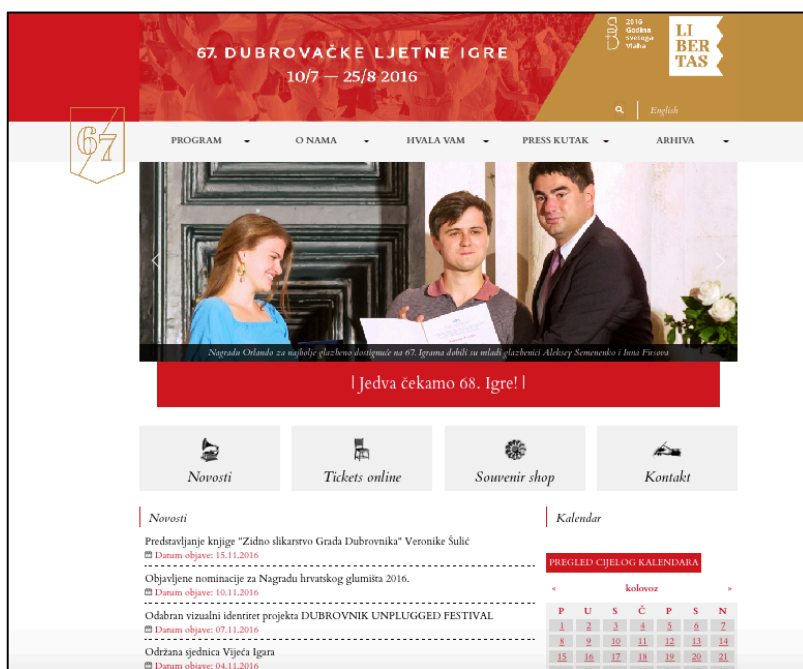 67. DUBROVAČKE LJETNE IGRE
10/7 — 25/8 2016
2016
Godina
svetoga
Vlaha
LI
BER
TAS
English
67
PROGRAM
O NAMA
HVALA VAM
PRESS KUTAK
ARHIVA
Nagradu Orlando za najbolje glazbeno dostignuće na 67. Igrama dobili su mladi glazbenici Aleksey Semenenko i Inna Firsova
| Jedva čekamo 68. Igre! |
Novosti
Tickets online
Souvenir shop
Kontakt
Novosti
Predstavljanje knjige "Zidno slikarstvo Grada Dubrovnika" Veronike Šulić
Datum objave: 15.11.2016
Objavljene nominacije za Nagradu hrvatskog glumišta 2016.
Datum objave: 10.11.2016
Odabran vizualni identitet projekta DUBROVNIK UNPLUGGED FESTIVAL
Datum objave: 07.11.2016
Održana sjednica Vijeća Igara
Datum objave: 04.11.2016
Kalendar
PREGLED CIJELOG KALENDARA
« kolovoz »
P U S Č P S N
1 2 3 4 5 6 7
8 9 10 11 12 13 14
15 16 17 18 19 20 21